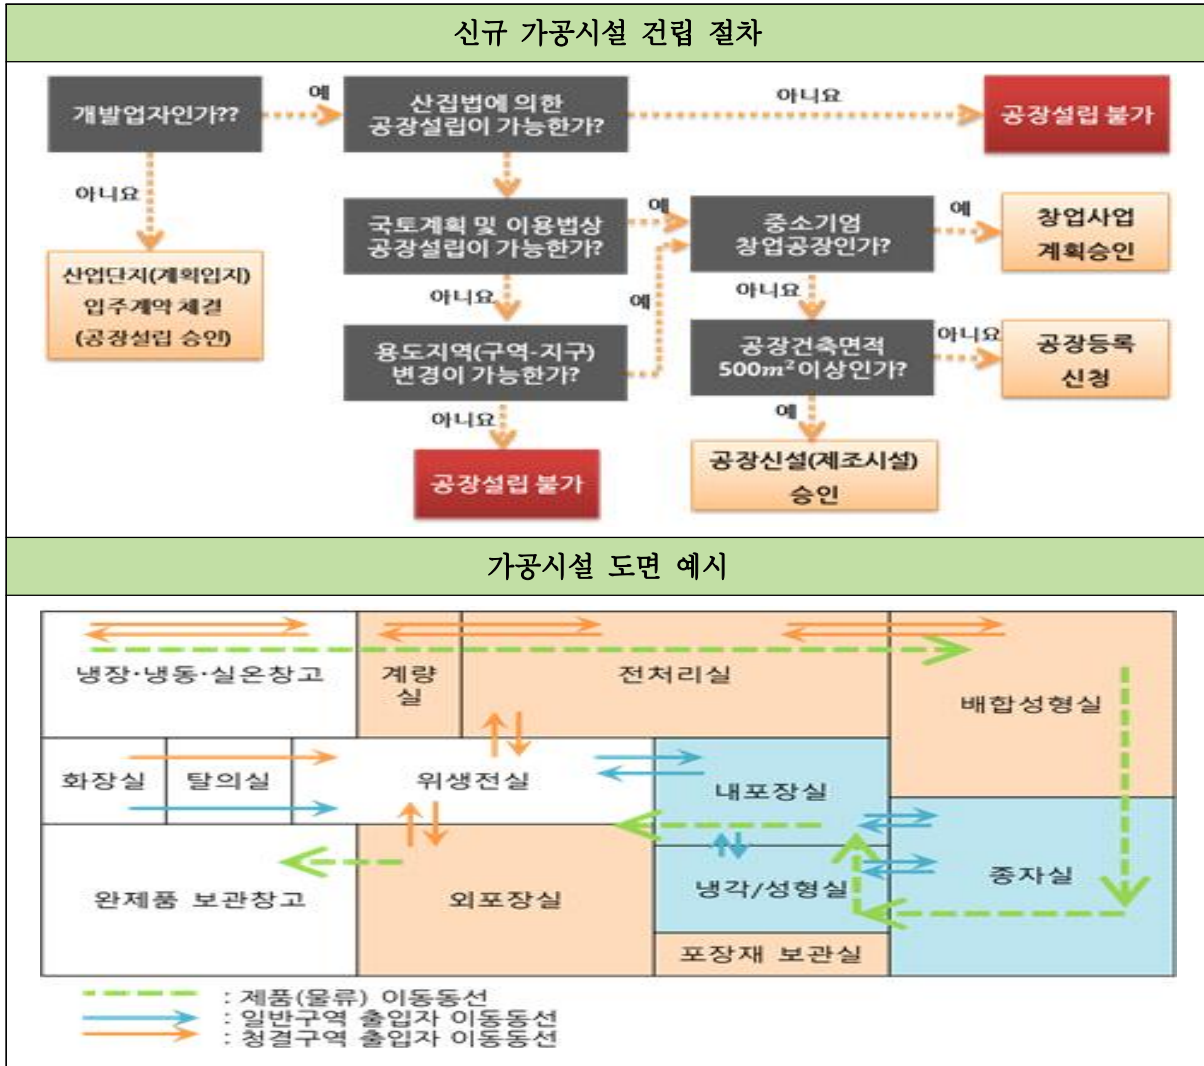 신규 가공시설 건립 절차
개발업자인가??
예
산집법에 의한
공장설립이 가능한가?
아니요
공장설립 불가
아니요
산업단지(계획입지)
입주계약 체결
(공장설립 승인)
국토계획 및 이용법상
공장설립이 가능한가?
예
중소기업
창업공장인가?
예
창업사업
계획승인
아니요
예
아니요
용도지역(구역-지구)
변경이 가능한가?
공장건축면적
500m²이상인가?
아니요
공장등록
신청
아니요
예
공장설립 불가
공장신설(제조시설)
승인
가공시설 도면 예시
냉장·냉동·실온창고
계량
실
전처리실
배합성형실
화장실
탈의실
위생전실
내포장실
완제품 보관창고
외포장실
냉각/성형실
종자실
포장재 보관실
: 제품(물류) 이동동선
: 일반구역 출입자 이동동선
: 청결구역 출입자 이동동선